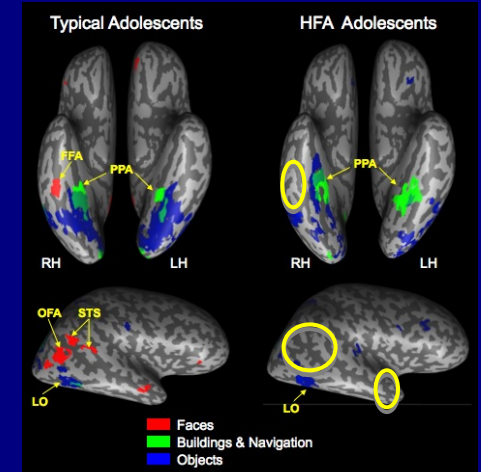 Typical Adolescents
HFA Adolescents
FFA
PPA
PPA
RH
LH
RH
LH
OFA
STS
LO
LO
Faces
Buildings & Navigation
Objects